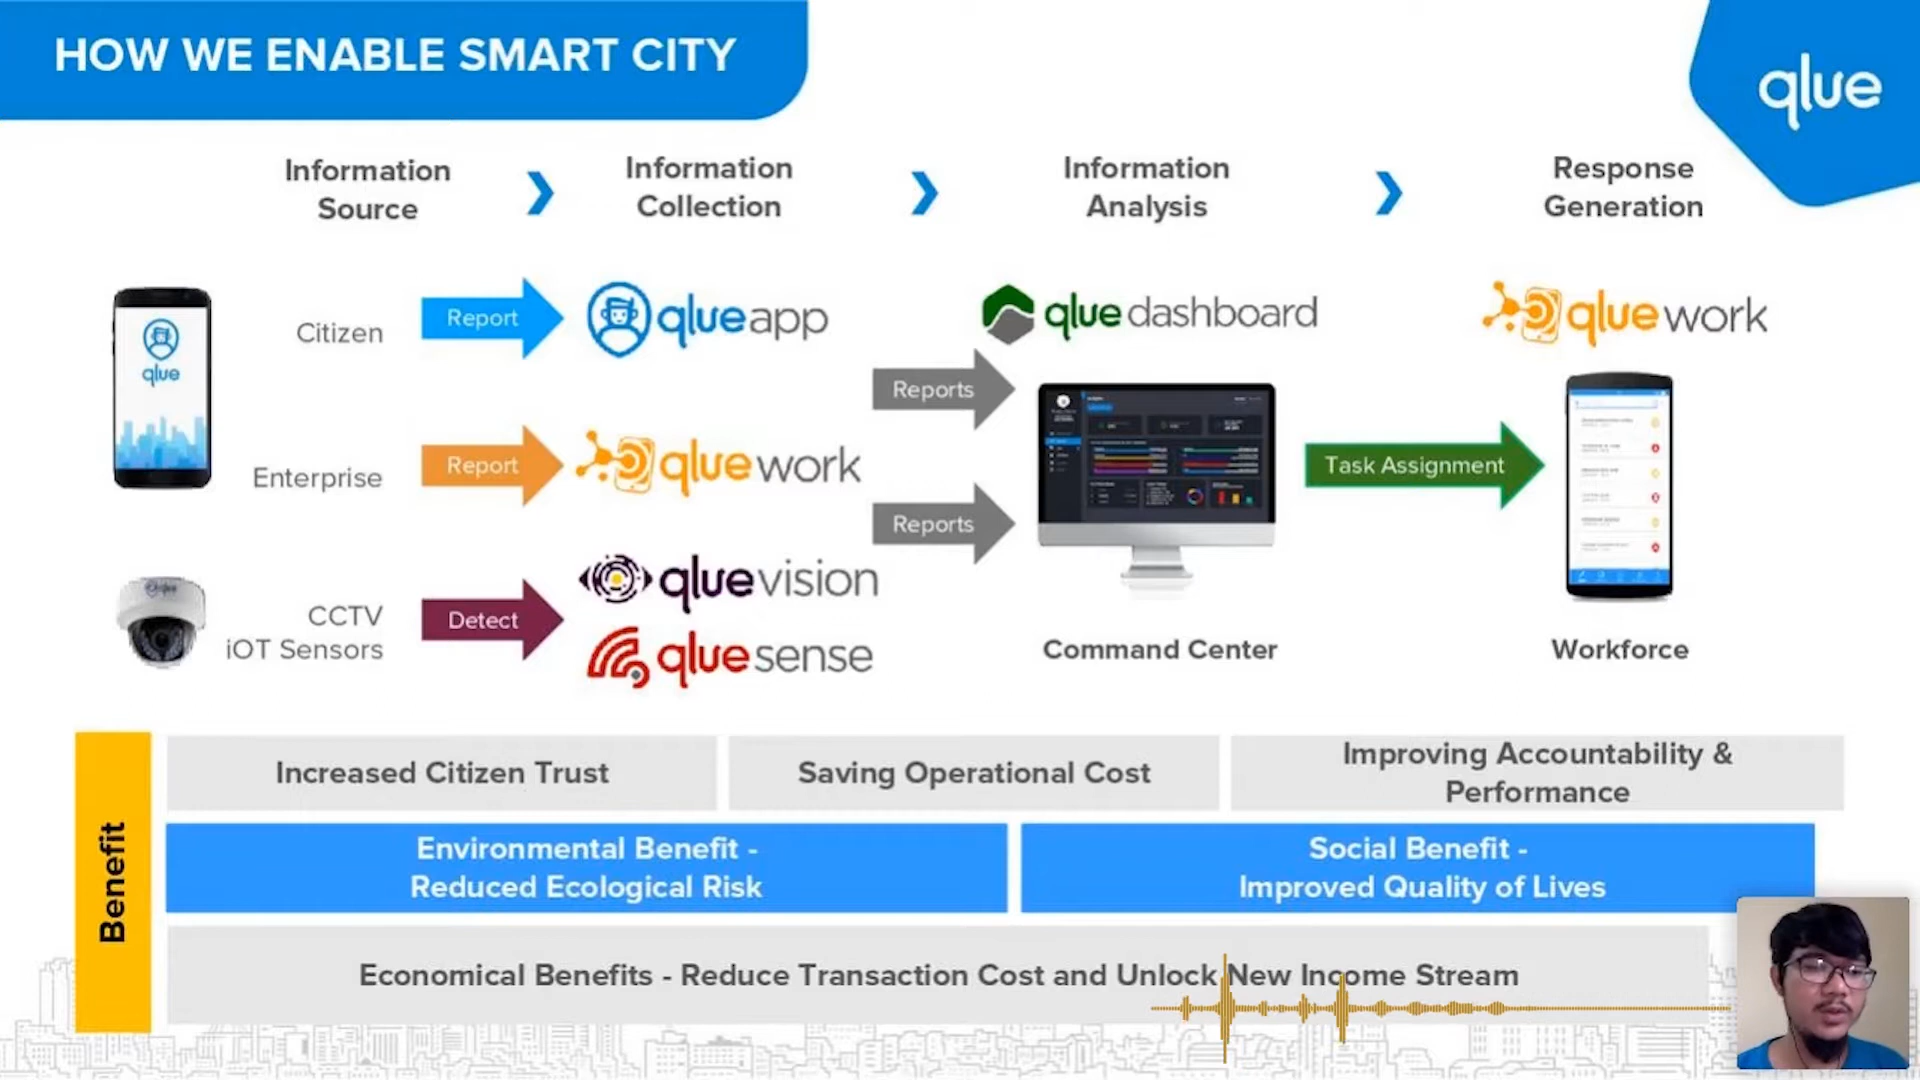 HOW WE ENABLE SMART CITY
qlue
Information
Source
Information
Collection
Information
Analysis
Response
Generation
qlue
Citizen
Report
qlue app
Reports
qlue dashboard
qlue work
Enterprise
Report
qlue work
Reports
Task Assignment
CCTV
iOT Sensors
Detect
qlue vision
qlue sense
Command Center
Workforce
Benefit
Increased Citizen Trust
Saving Operational Cost
Improving Accountability &
Performance
Environmental Benefit -
Reduced Ecological Risk
Social Benefit -
Improved Quality of Lives
Economical Benefits - Reduce Transaction Cost and Unlock New Income Stream